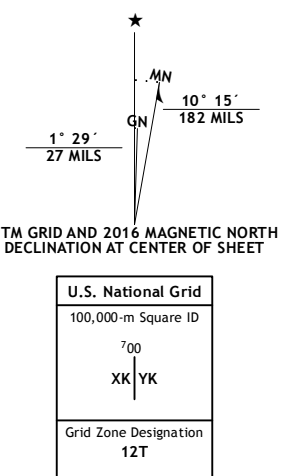 ★
MN
GN
10° 15´
182 MILS
1° 29´
27 MILS
TM GRID AND 2016 MAGNETIC NORTH
DECLINATION AT CENTER OF SHEET
U.S. National Grid
100,000-m Square ID
⁷00
XK YK
Grid Zone Designation
12T